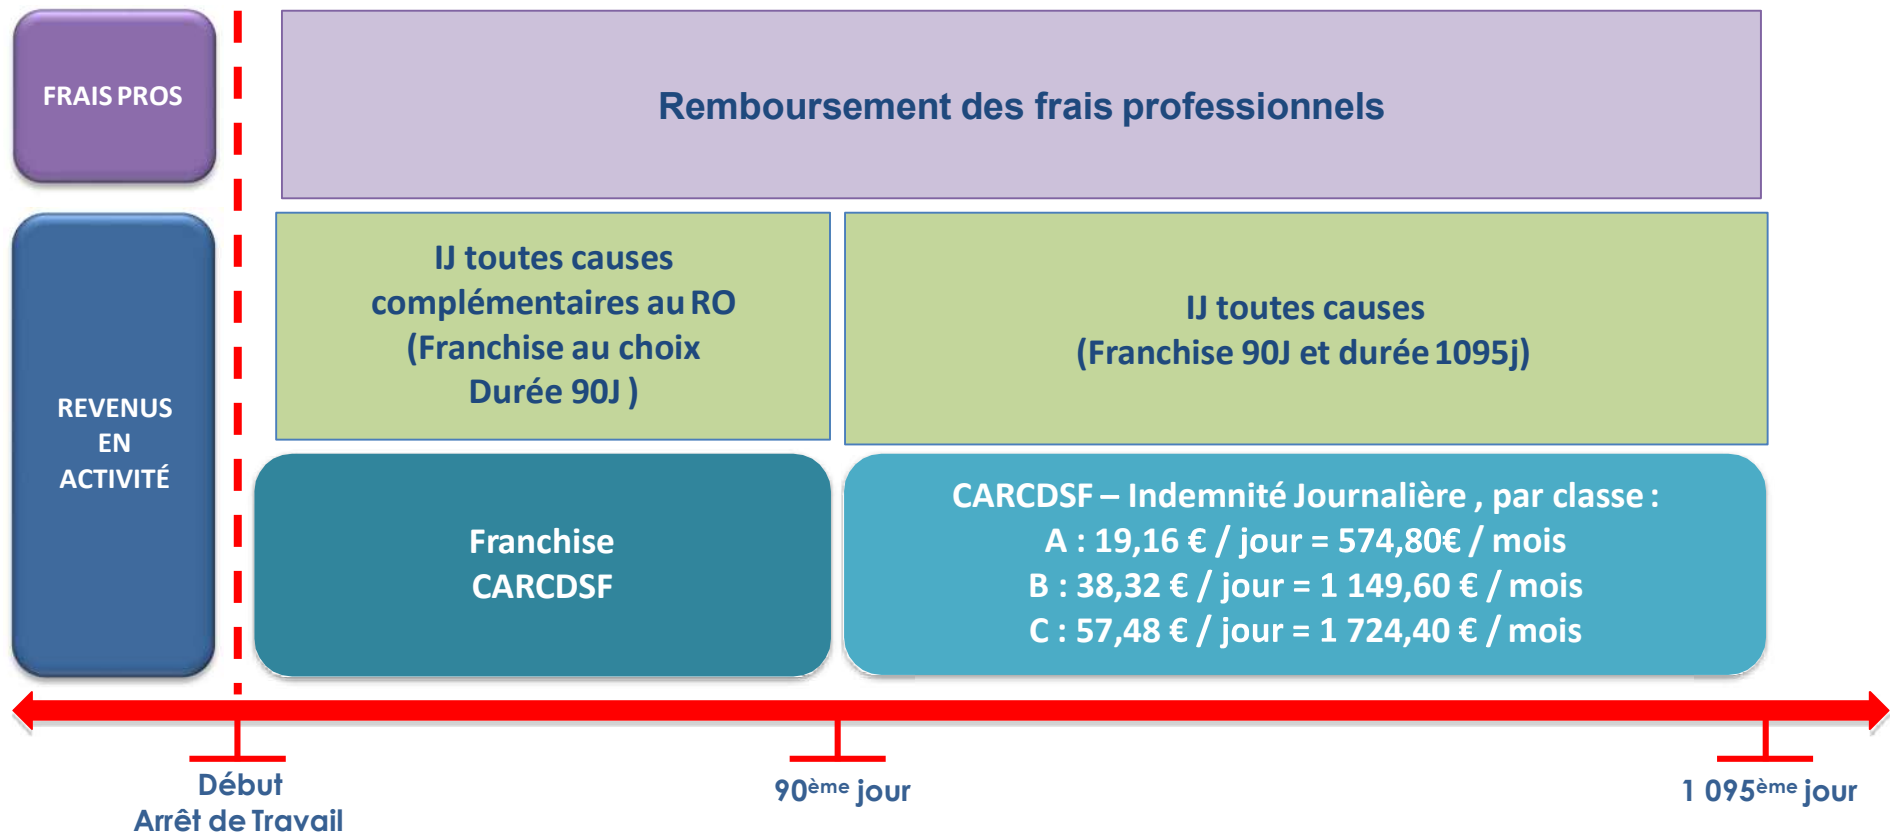 FRAIS PROS
Remboursement des frais professionnels
REVENUS
EN
ACTIVITÉ
IJ toutes causes
complémentaires au RO
(Franchise au choix
Durée 90J )
IJ toutes causes
(Franchise 90J et durée 1095j)
Franchise
CARCDSF
CARCDSF – Indemnité Journalière , par classe :
A : 19,16 € / jour = 574,80€ / mois
B : 38,32 € / jour = 1 149,60 € / mois
C : 57,48 € / jour = 1 724,40 € / mois
Début
Arrêt de Travail
90ème jour
1 095ème jour